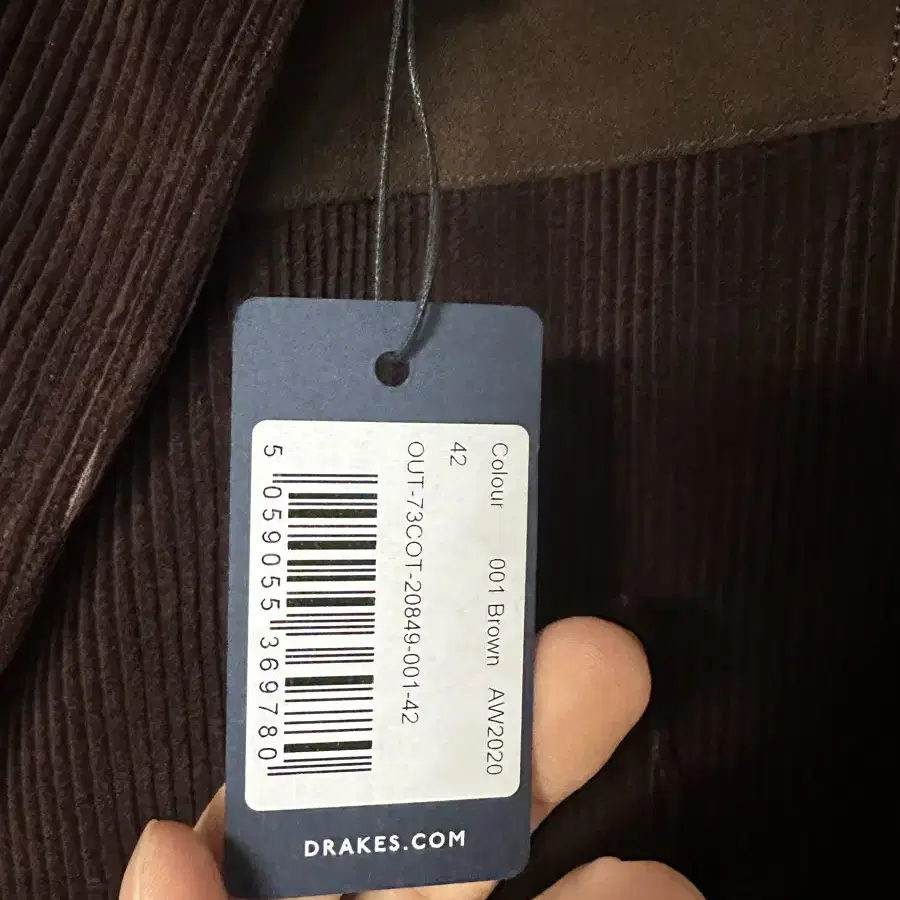 Colour 001 Brown AW2020
42
OUT-73COT-20849-001-42
5 059055 369780
DRAKES.COM